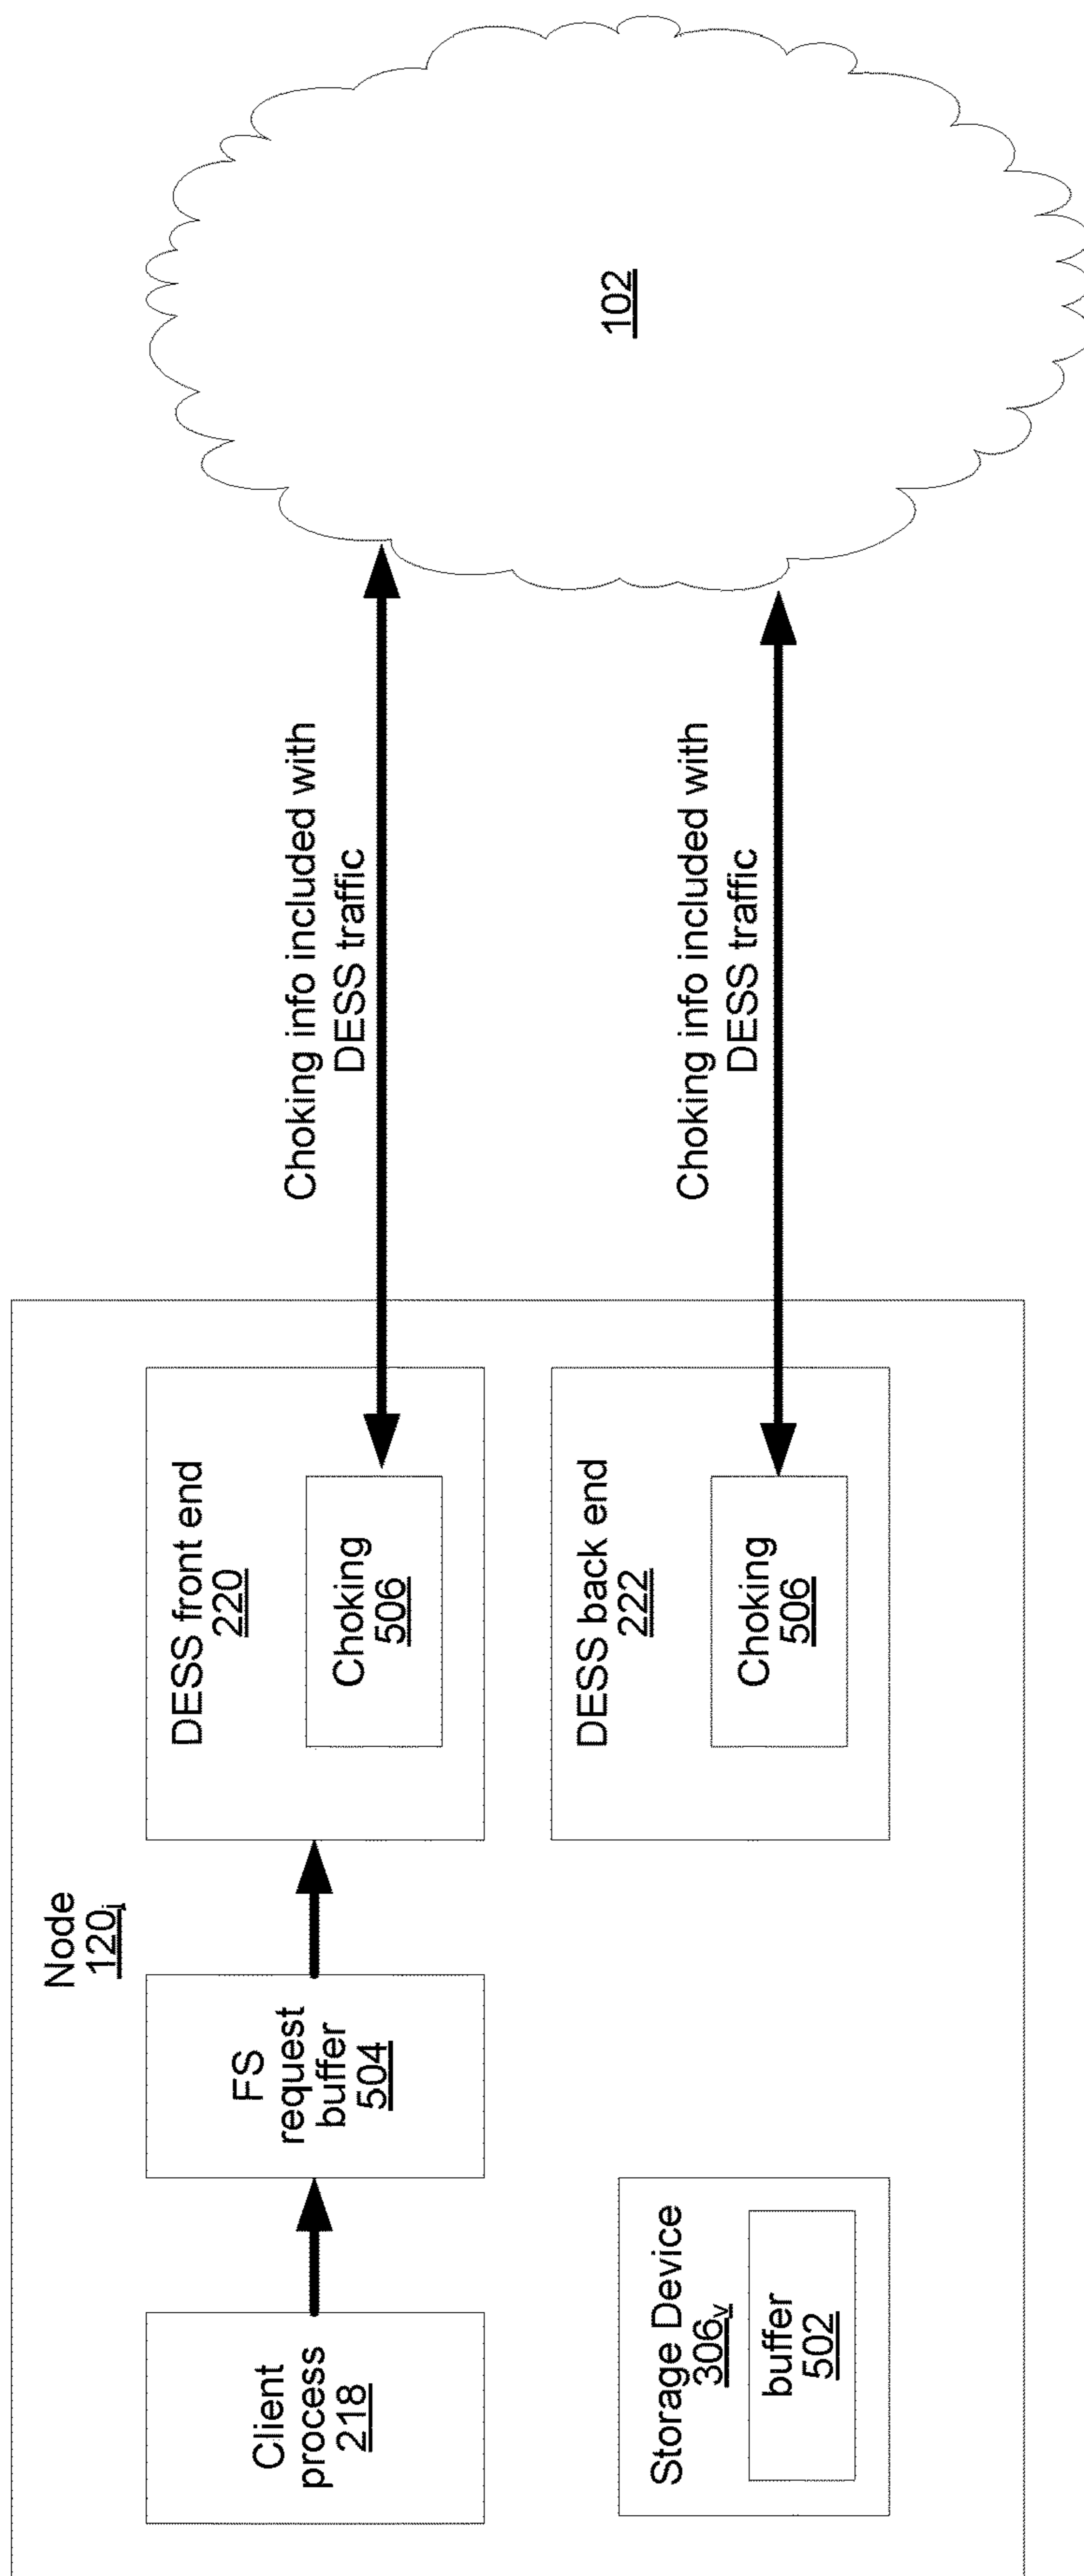 Node
120j
Client
process
218
FS
request
buffer
504
DESS front end
220
Choking
506
Choking info included with
DESS traffic
102
Storage Device
306v
buffer
502
DESS back end
222
Choking
506
Choking info included with
DESS traffic